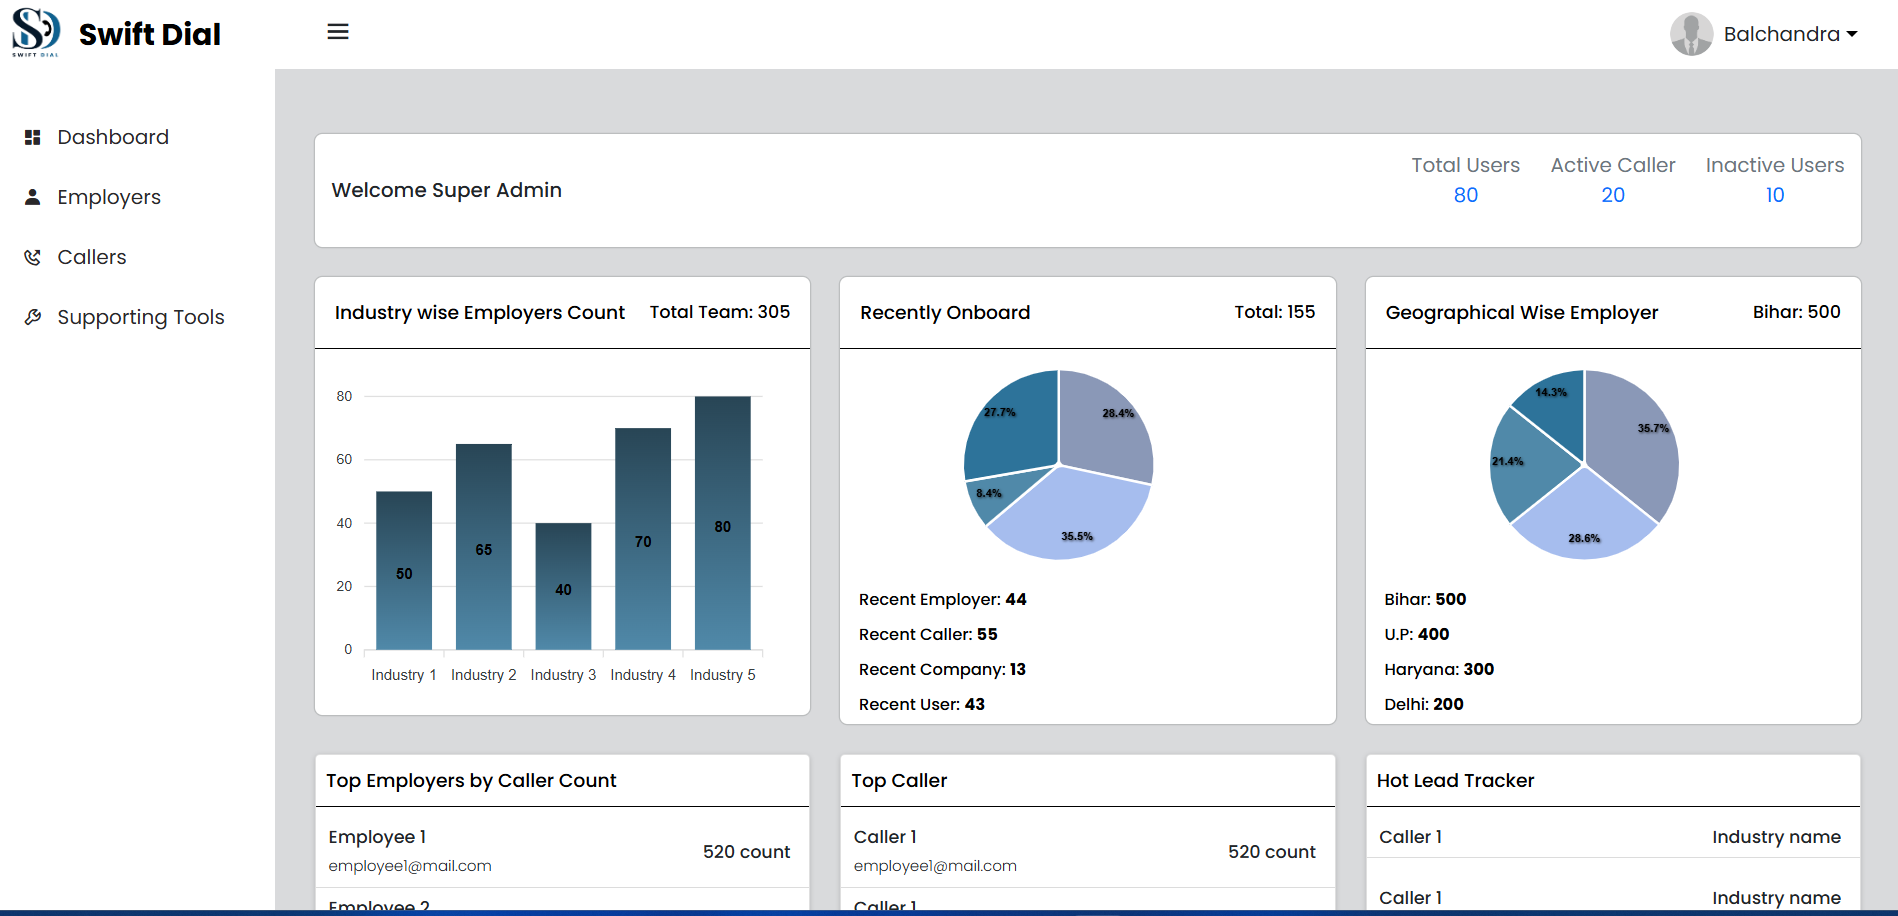 SWIFT DIAL
Swift Dial
Balchandra
Dashboard
Employers
Callers
Supporting Tools
Welcome Super Admin
Total Users
80
Active Caller
20
Inactive Users
10
Industry wise Employers Count
Total Team: 305
80
60
40
20
0
50
65
40
70
80
Industry 1
Industry 2
Industry 3
Industry 4
Industry 5
Recently Onboard
Total: 155
27.7%
28.4%
8.4%
35.5%
Recent Employer: 44
Recent Caller: 55
Recent Company: 13
Recent User: 43
Geographical Wise Employer
Bihar: 500
14.3%
35.7%
21.4%
28.6%
Bihar: 500
U.P: 400
Haryana: 300
Delhi: 200
Top Employers by Caller Count
Employee 1
employee1@mail.com
520 count
Employee 2
Top Caller
Caller 1
employee1@mail.com
520 count
Caller 1
Hot Lead Tracker
Caller 1
Industry name
Caller 1
Industry name